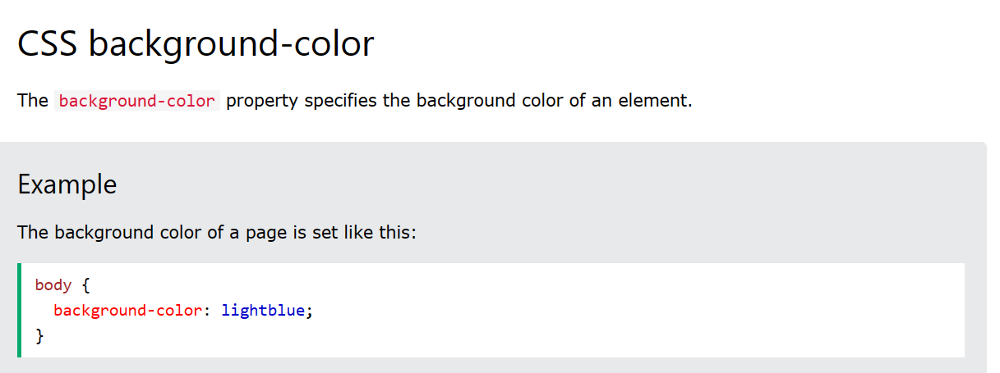 CSS background-color
The background-color property specifies the background color of an element.
Example
The background color of a page is set like this:
body {
  background-color: lightblue;
}